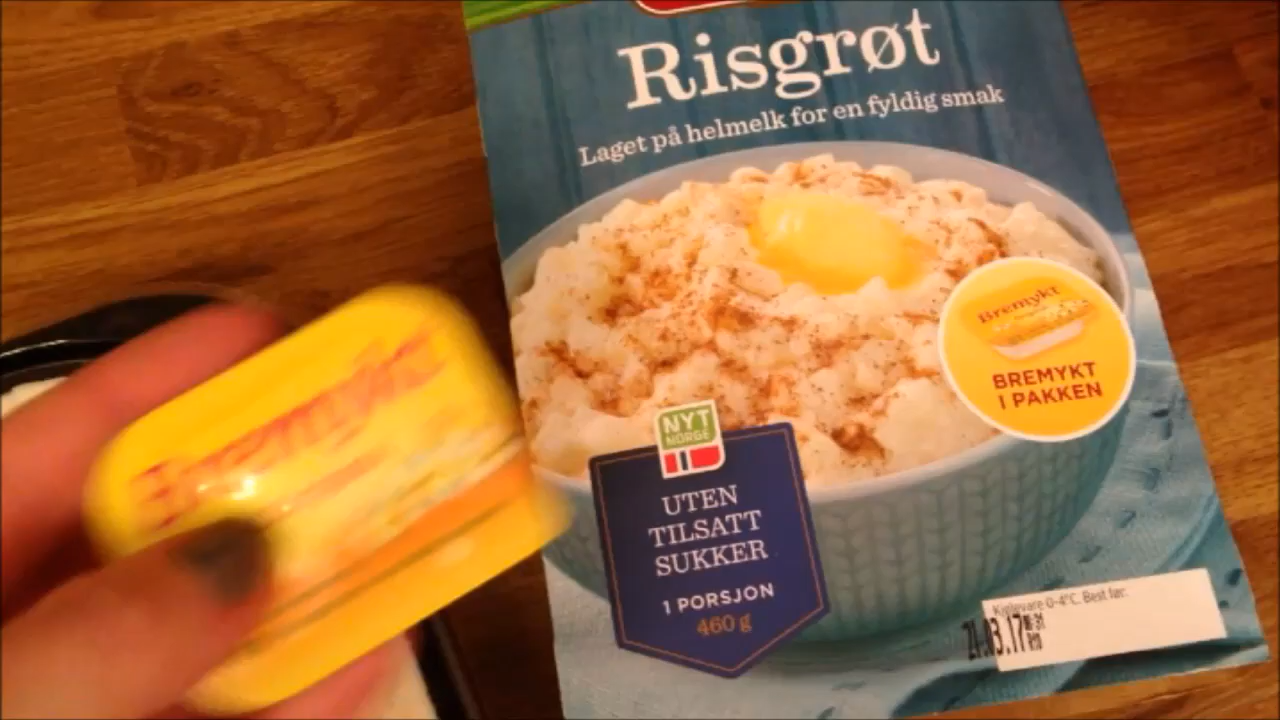 Risgrøt
Laget på helmelk for en fyldig smak
Bremykt
BREMYKT
I PAKKEN
NYT
NORGE
UTEN
TILSATT
SUKKER
1 PORSJON
460 g
Kjølevare 0-4°C. Best før:
Bremykt